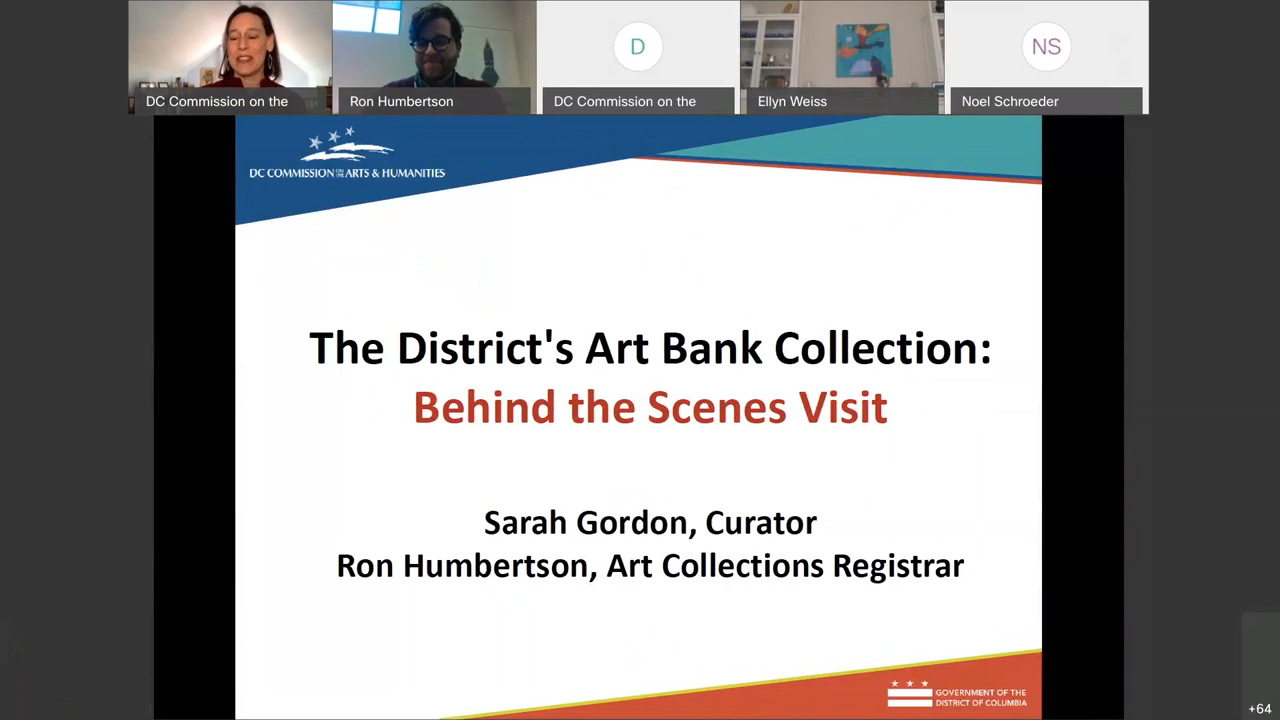 D
NS
DC Commission on the
Ron Humbertson
DC Commission on the
Ellyn Weiss
Noel Schroeder
DC COMMISSION ON THE ARTS & HUMANITIES
The District's Art Bank Collection:
Behind the Scenes Visit
Sarah Gordon, Curator
Ron Humbertson, Art Collections Registrar
GOVERNMENT OF THE
DISTRICT OF COLUMBIA
+64